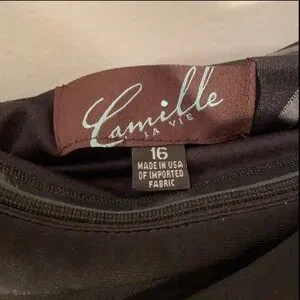 Camille
LA VIE
16
MADE IN USA
OF IMPORTED
FABRIC